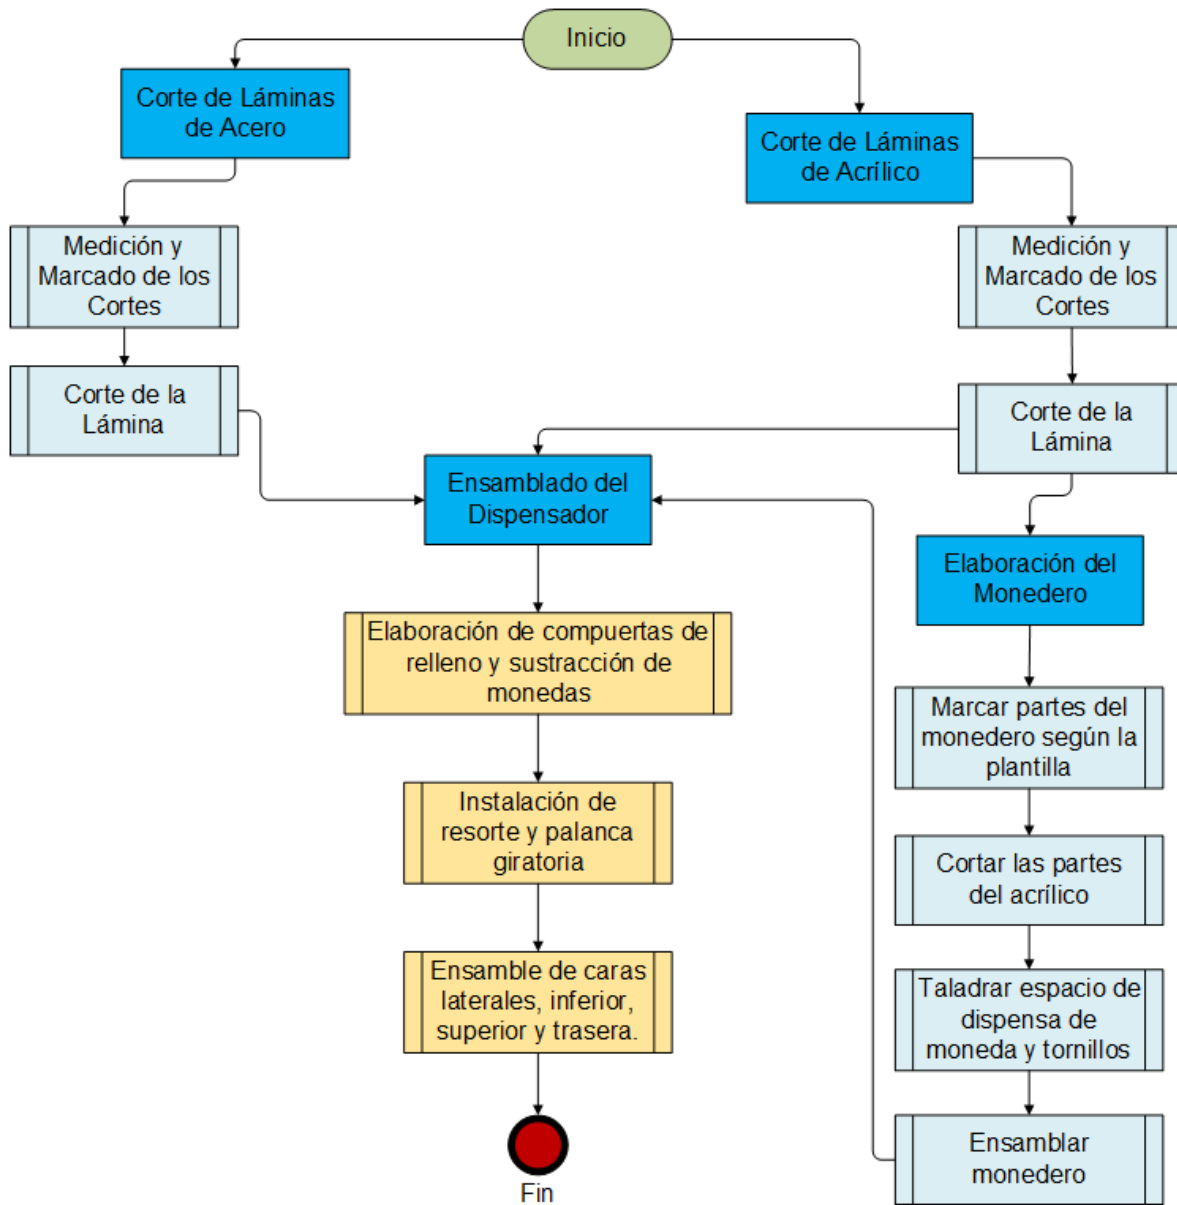 Inicio
Corte de Láminas
de Acero
Corte de Láminas
de Acrílico
Medición y
Marcado de los
Cortes
Medición y
Marcado de los
Cortes
Corte de la
Lámina
Corte de la
Lámina
Ensamblado del
Dispensador
Elaboración del
Monedero
Elaboración de compuertas de
relleno y sustracción de
monedas
Marcar partes del
monedero según la
plantilla
Instalación de
resorte y palanca
giratoria
Cortar las partes
del acrílico
Ensamble de caras
laterales, inferior,
superior y trasera.
Taladrar espacio de
dispensa de
moneda y tornillos
Ensamblar
monedero
Fin